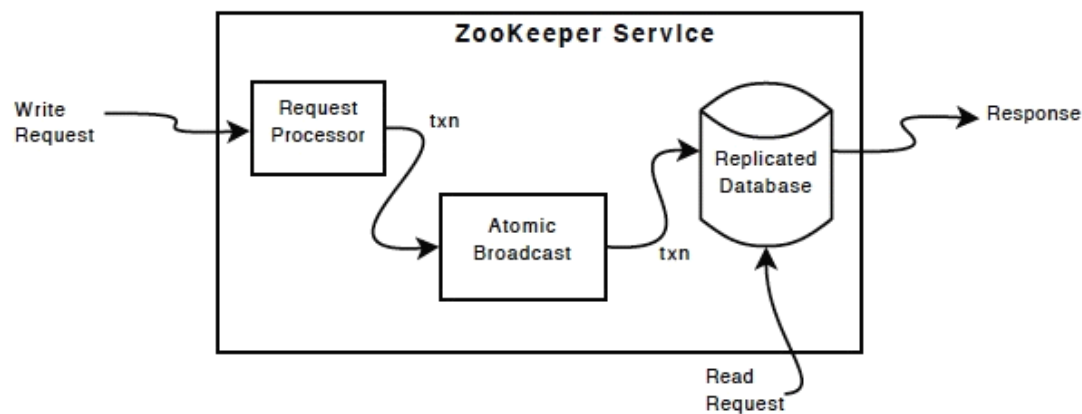 ZooKeeper Service
Write
Request
Request
Processor
txn
Atomic
Broadcast
txn
Replicated
Database
Response
Read
Request